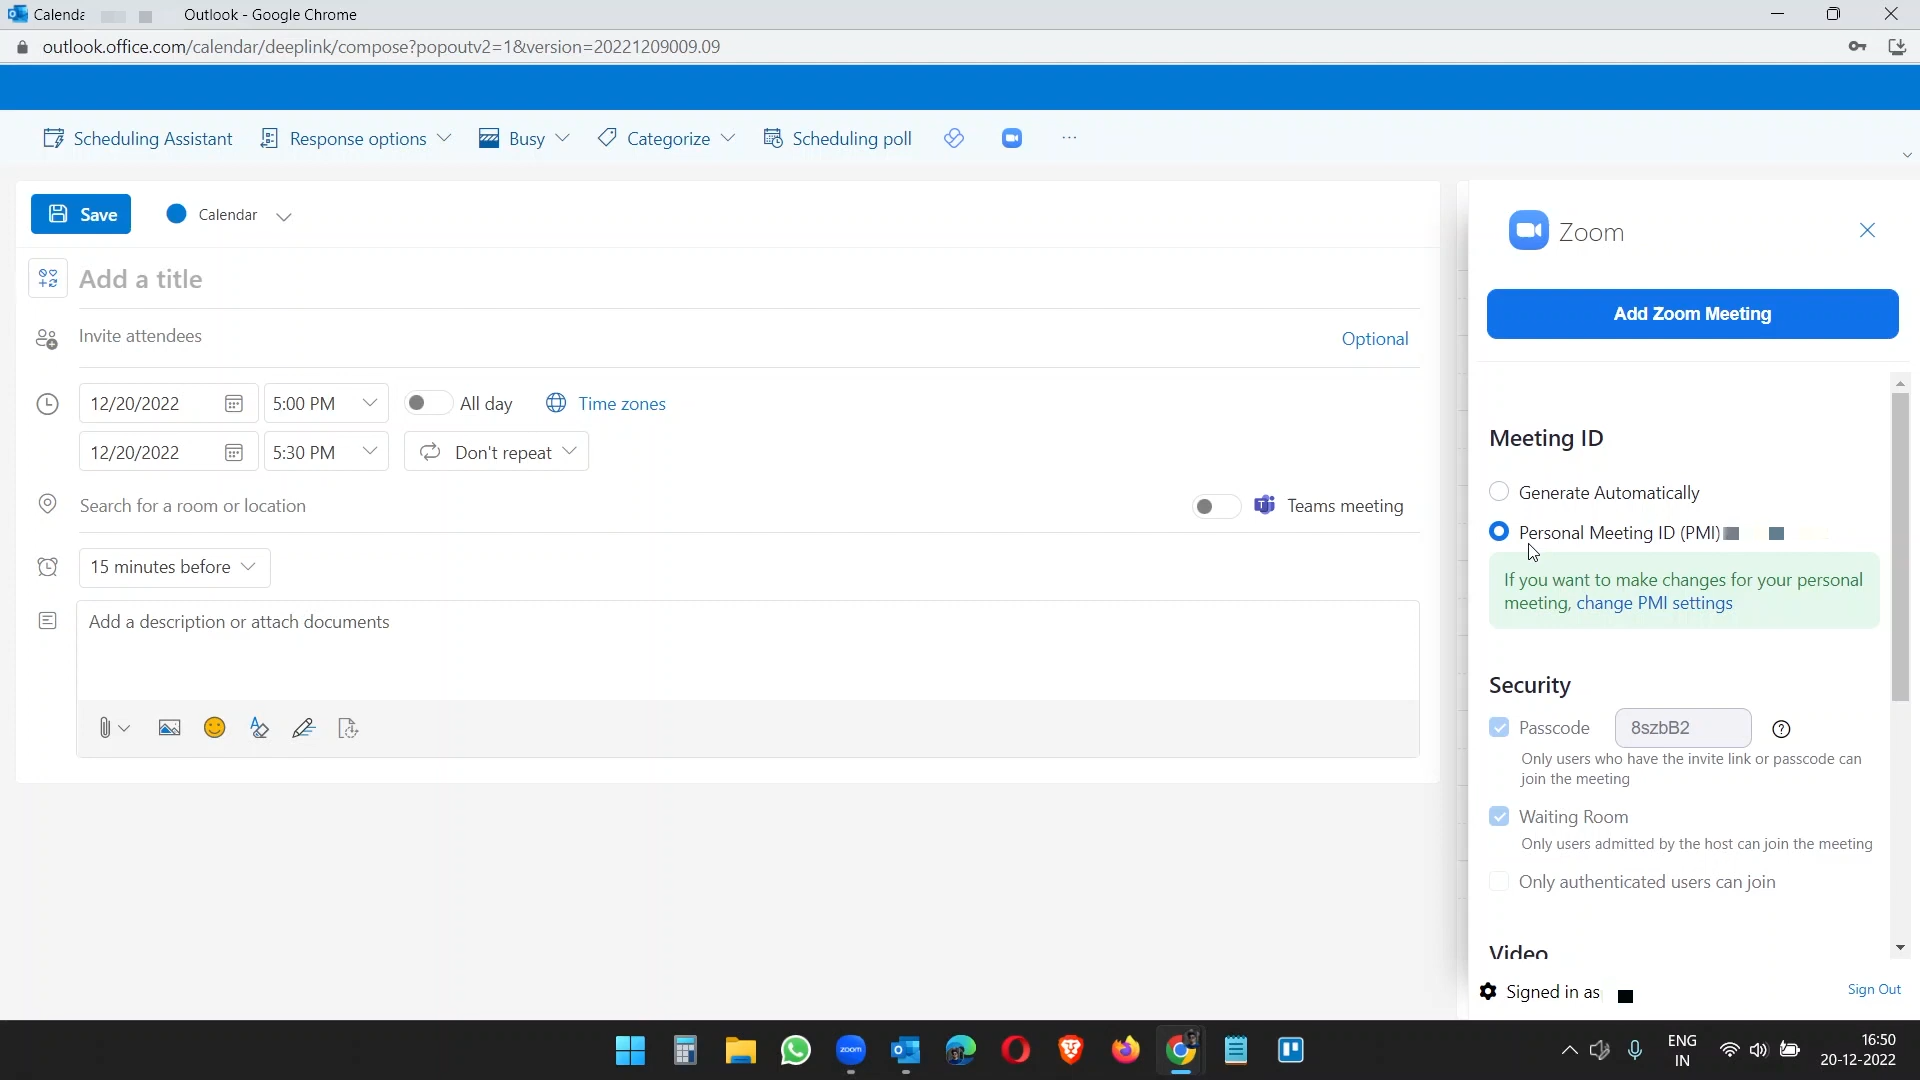 Calenda
Outlook - Google Chrome
outlook.office.com/calendar/deeplink/compose?popoutv2=1&version=20221209009.09
Scheduling Assistant
Response options
Busy
Categorize
Scheduling poll
Save
Calendar
Add a title
Invite attendees
Optional
12/20/2022
5:00 PM
All day
Time zones
12/20/2022
5:30 PM
Don't repeat
Search for a room or location
Teams meeting
15 minutes before
Add a description or attach documents
Zoom
Add Zoom Meeting
Meeting ID
Generate Automatically
Personal Meeting ID (PMI)
If you want to make changes for your personal
meeting, change PMI settings
Security
Passcode
8szbB2
Only users who have the invite link or passcode can
join the meeting
Waiting Room
Only users admitted by the host can join the meeting
Only authenticated users can join
Video
Signed in as
Sign Out
zoom
ENG
IN
16:50
20-12-2022